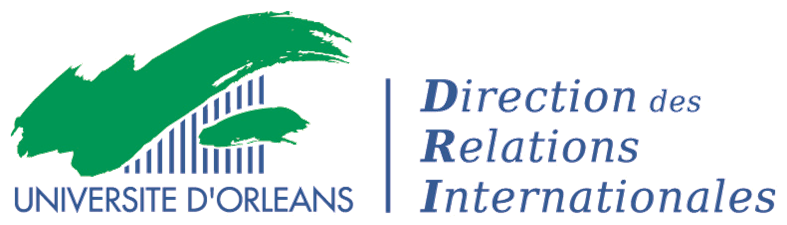 UNIVERSITE D'ORLEANS
Direction des
Relations
Internationales